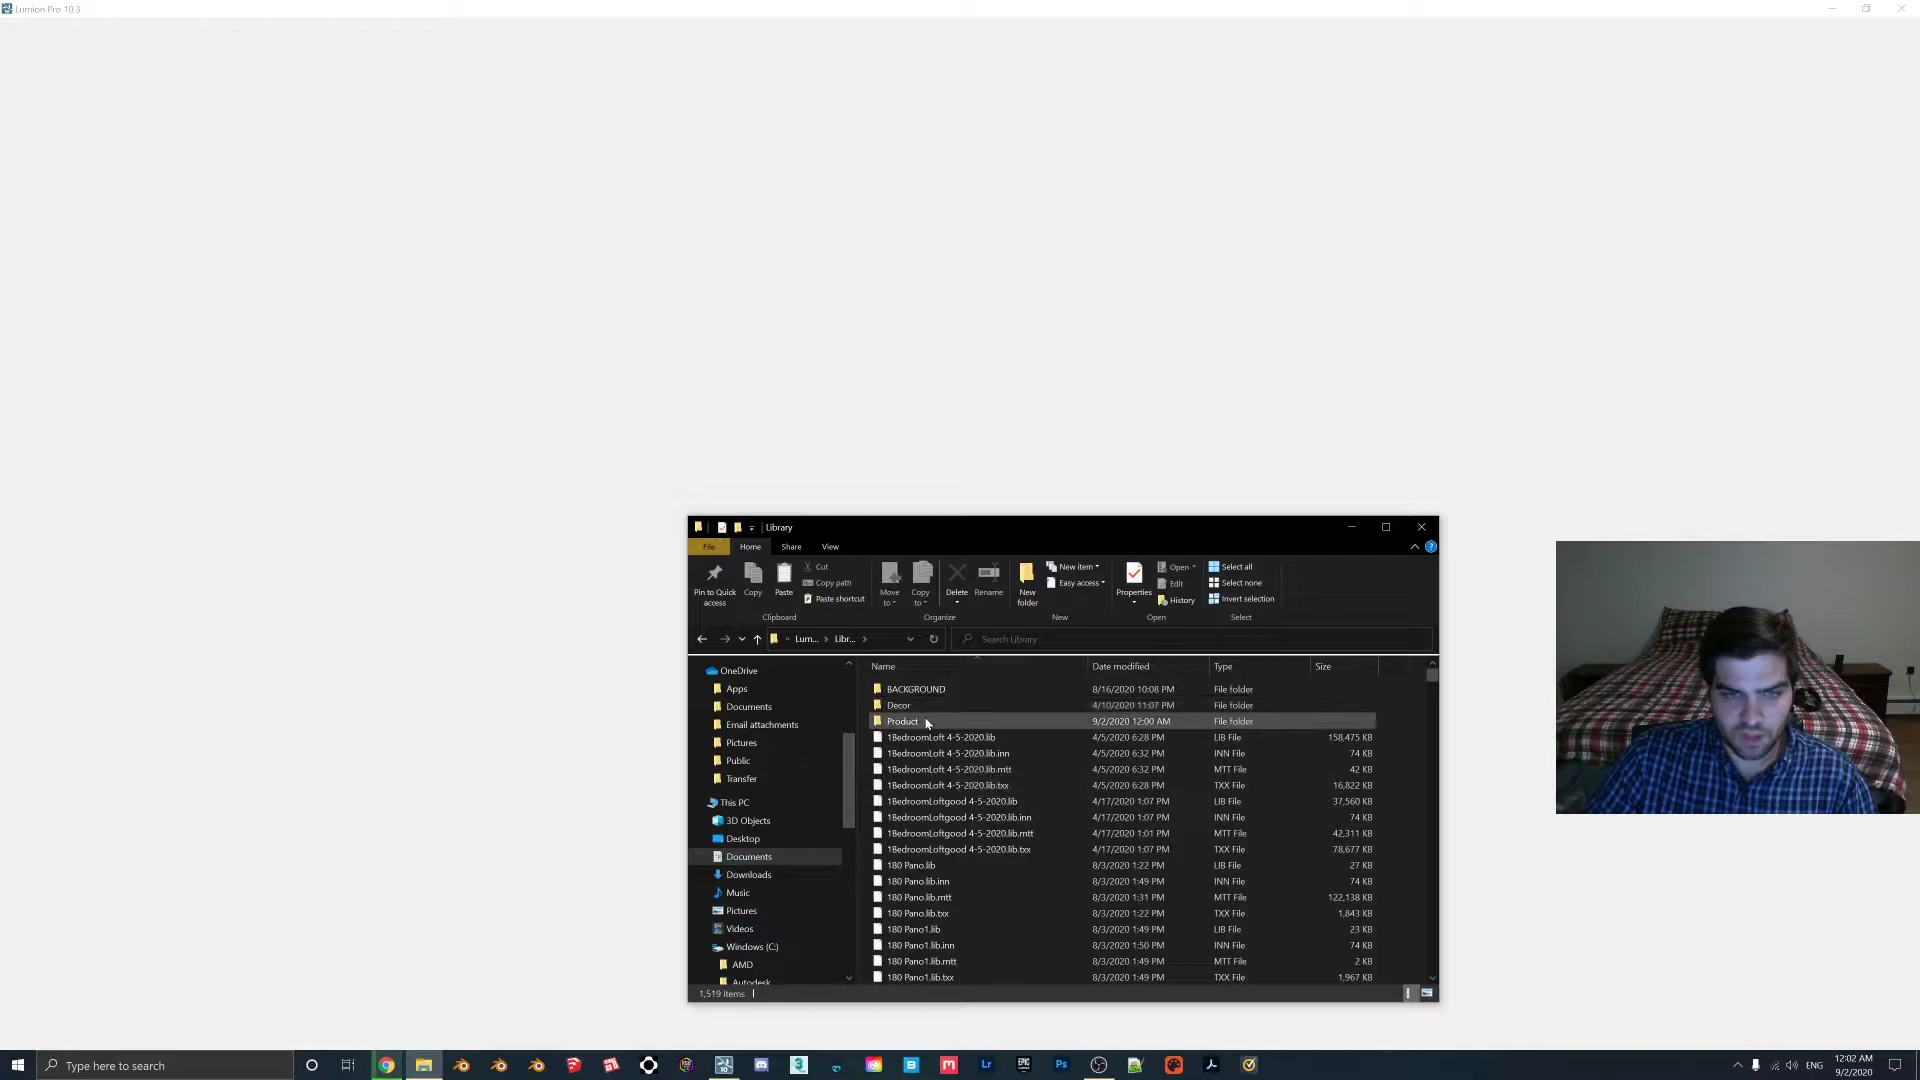 Lumion Pro 10.3
Library
File Home Share View
Pin to Quick access
Copy
Paste
Cut
Copy path
Paste shortcut
Clipboard
Move to
Copy to
Delete
Rename
Organize
New folder
New item
Easy access
New
Properties
Open
Edit
History
Open
Select all
Select none
Invert selection
Select
Lum... › Libr... ›
Search Library
OneDrive
Apps
Documents
Email attachments
Pictures
Public
Transfer
This PC
3D Objects
Desktop
Documents
Downloads
Music
Pictures
Videos
Windows (C:)
AMD
Autodesk
Name Date modified Type Size
BACKGROUND 8/16/2020 10:08 PM File folder
Decor 4/10/2020 11:07 PM File folder
Product 9/2/2020 12:00 AM File folder
1BedroomLoft 4-5-2020.lib 4/5/2020 6:28 PM LIB File 158,475 KB
1BedroomLoft 4-5-2020.lib.inn 4/5/2020 6:32 PM INN File 74 KB
1BedroomLoft 4-5-2020.lib.mtt 4/5/2020 6:32 PM MTT File 42 KB
1BedroomLoft 4-5-2020.lib.txx 4/5/2020 6:28 PM TXX File 16,822 KB
1BedroomLoftgood 4-5-2020.lib 4/17/2020 1:07 PM LIB File 37,560 KB
1BedroomLoftgood 4-5-2020.lib.inn 4/17/2020 1:07 PM INN File 74 KB
1BedroomLoftgood 4-5-2020.lib.mtt 4/17/2020 1:01 PM MTT File 42,311 KB
1BedroomLoftgood 4-5-2020.lib.txx 4/17/2020 1:07 PM TXX File 78,677 KB
180 Pano.lib 8/3/2020 1:22 PM LIB File 27 KB
180 Pano.lib.inn 8/3/2020 1:49 PM INN File 74 KB
180 Pano.lib.mtt 8/3/2020 1:31 PM MTT File 122,138 KB
180 Pano.lib.txx 8/3/2020 1:22 PM TXX File 1,843 KB
180 Pano1.lib 8/3/2020 1:49 PM LIB File 23 KB
180 Pano1.lib.inn 8/3/2020 1:50 PM INN File 74 KB
180 Pano1.lib.mtt 8/3/2020 1:49 PM MTT File 2 KB
180 Pano1.lib.txx 8/3/2020 1:49 PM TXX File 1,967 KB
1,519 items
Type here to search
Lr
EPIC
Ps
ENG
12:02 AM
9/2/2020